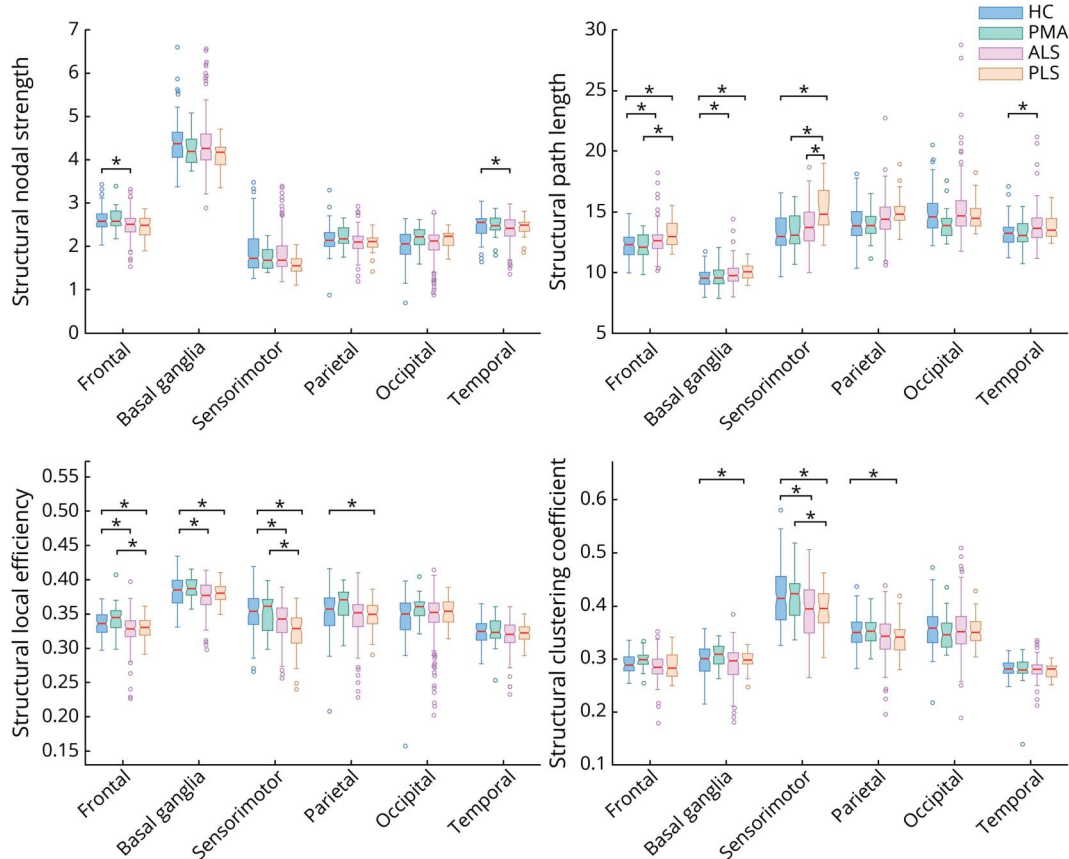 HC
PMA
ALS
PLS
Structural nodal strength
7
6
5
4
3
2
1
0
*
*
Frontal
Basal ganglia
Sensorimotor
Parietal
Occipital
Temporal
Structural path length
30
25
20
15
10
5
*
*
*
*
*
*
*
*
*
Frontal
Basal ganglia
Sensorimotor
Parietal
Occipital
Temporal
Structural local efficiency
0.55
0.50
0.45
0.40
0.35
0.30
0.25
0.20
0.15
*
*
*
*
*
*
*
*
*
Frontal
Basal ganglia
Sensorimotor
Parietal
Occipital
Temporal
Structural clustering coefficient
0.6
0.5
0.4
0.3
0.2
0.1
*
*
*
*
*
Frontal
Basal ganglia
Sensorimotor
Parietal
Occipital
Temporal